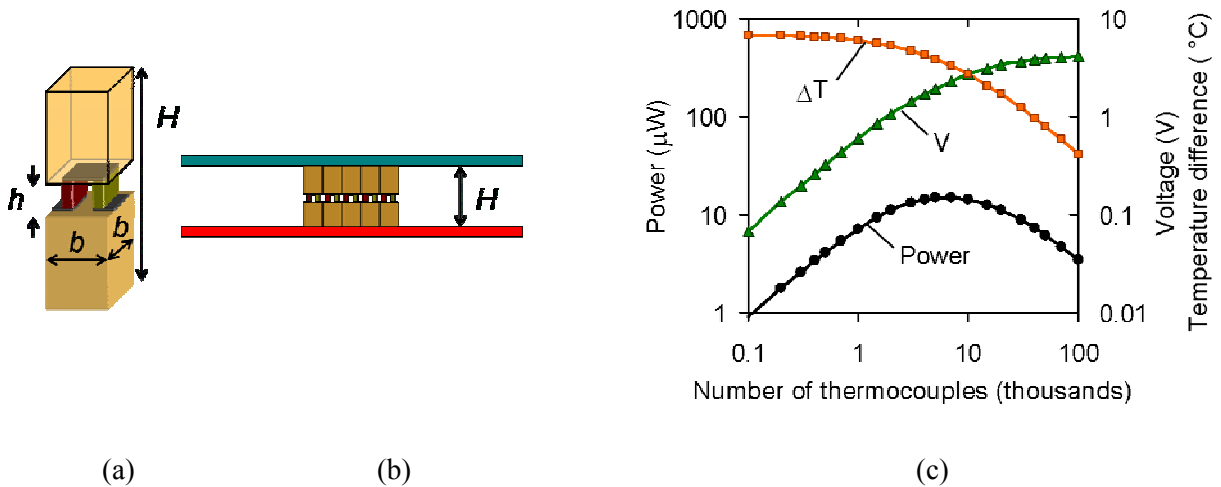 H
h
b
b
H
1000
100
10
1
Power (µW)
ΔT
V
Power
10
1
0.1
0.01
Voltage (V)
Temperature difference ( °C)
0.1 1 10 100
Number of thermocouples (thousands)
(a) (b) (c)